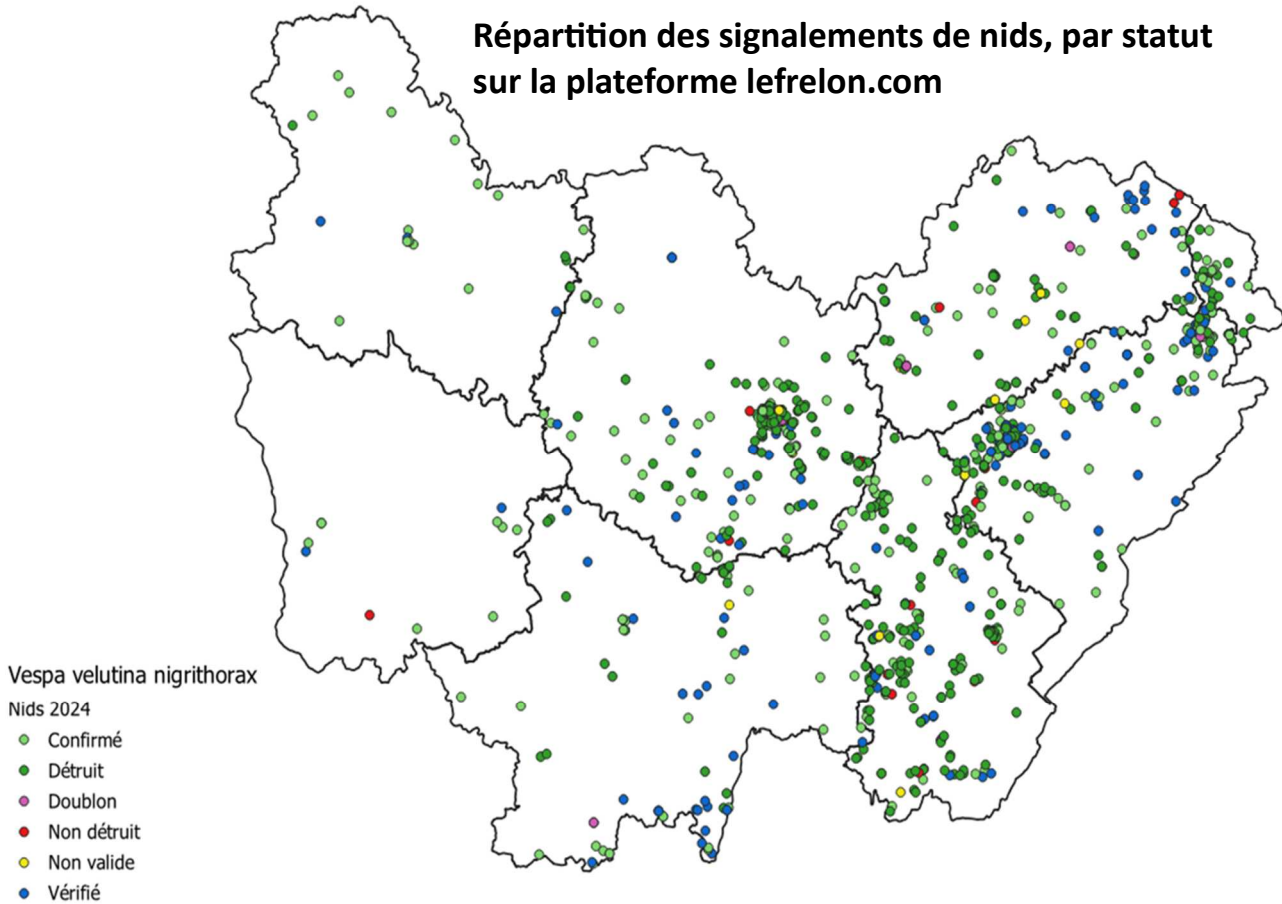 Répartition des signalements de nids, par statut
sur la plateforme lefrelon.com
Vespa velutina nigrithorax
Nids 2024
Confirmé
Détruit
Doublon
Non détruit
Non valide
Vérifié